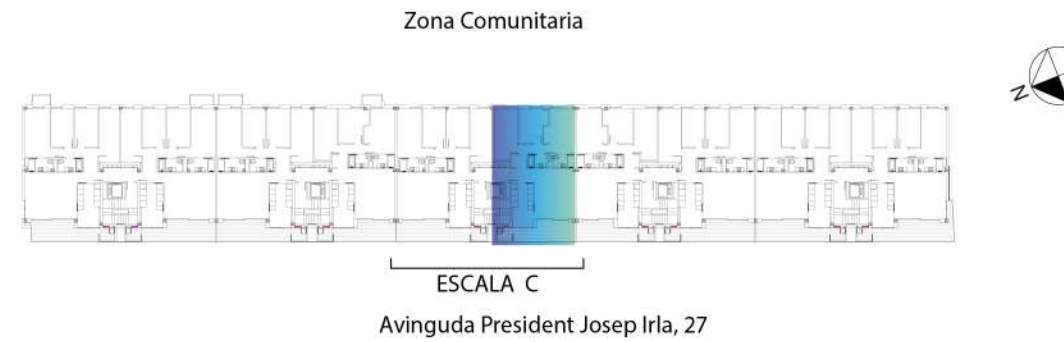 Zona Comunitaria
N
ESCALA C
Avinguda President Josep Irla, 27